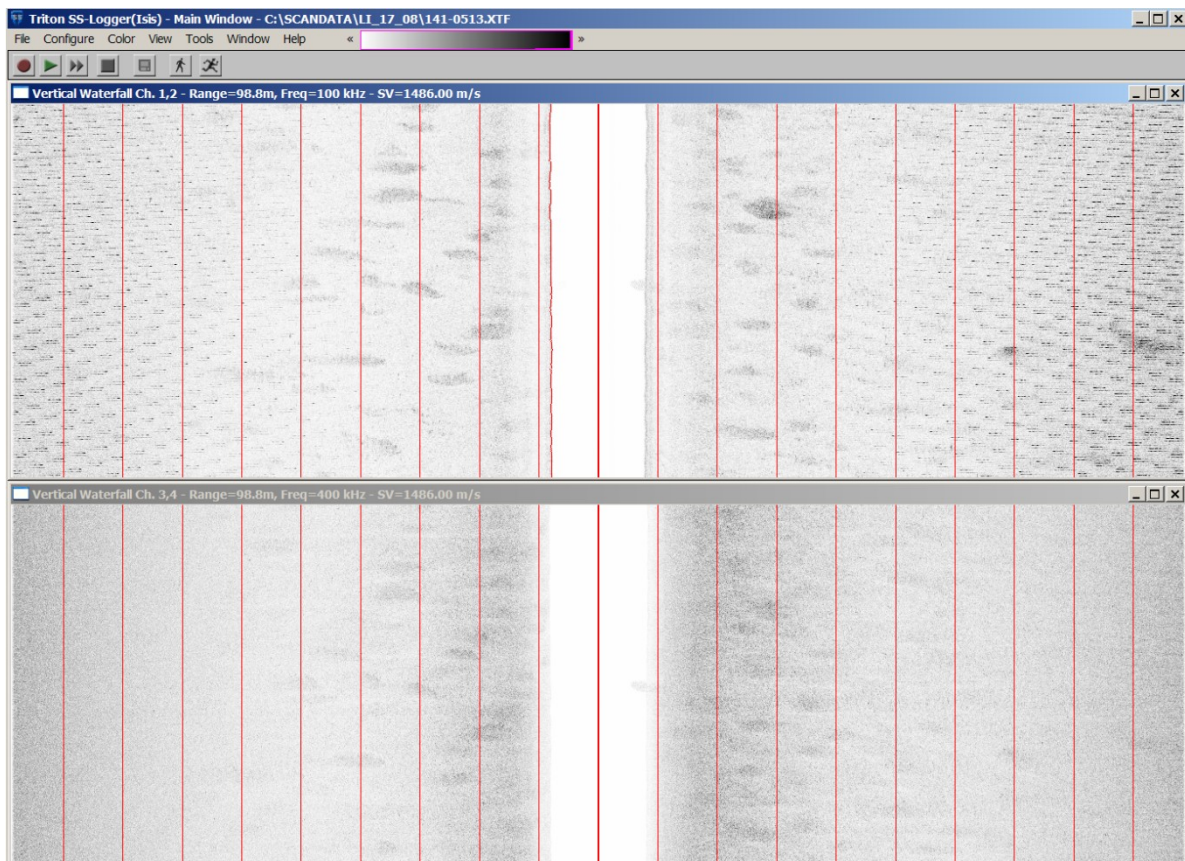 Triton SS-Logger(Isis) - Main Window - C:\SCANDATA\LI_17_08\141-0513.XTF
File Configure Color View Tools Window Help « »
Vertical Waterfall Ch. 1,2 - Range=98.8m, Freq=100 kHz - SV=1486.00 m/s
Vertical Waterfall Ch. 3,4 - Range=98.8m, Freq=400 kHz - SV=1486.00 m/s